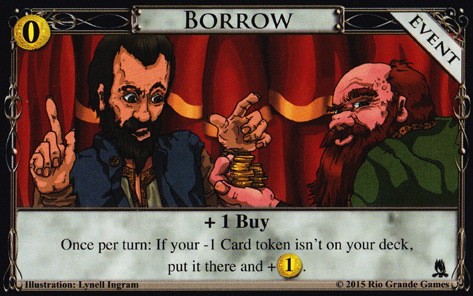 BORROW
0
EVENT
+ 1 Buy
Once per turn: If your -1 Card token isn't on your deck,
put it there and + 1 .
Illustration: Lynell Ingram
© 2015 Rio Grande Games